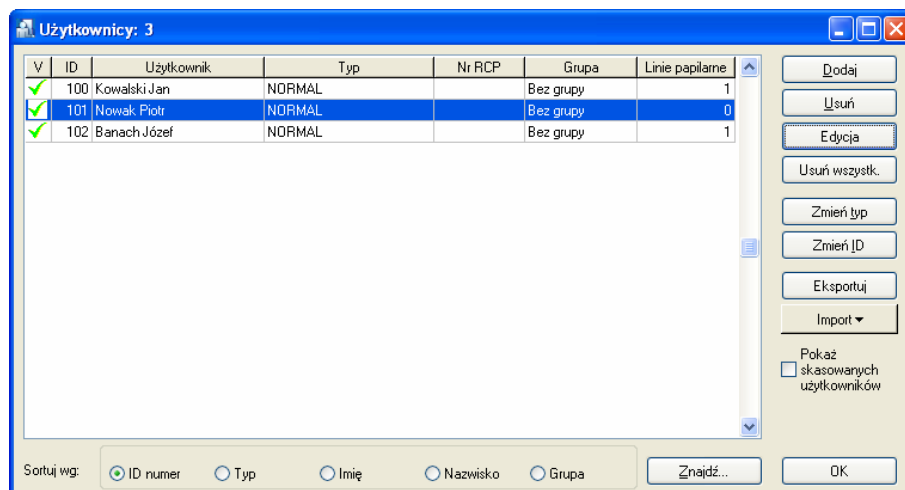 Użytkownicy: 3
V ID Użytkownik Typ Nr RCP Grupa Linie papilarne
100 Kowalski Jan NORMAL Bez grupy 1
101 Nowak Piotr NORMAL Bez grupy 0
102 Banach Józef NORMAL Bez grupy 1
Dodaj
Usuń
Edycja
Usuń wszystk.
Zmień typ
Zmień ID
Eksportuj
Import
Pokaż
skasowanych
użytkowników
Sortuj wg: ID numer Typ Imię Nazwisko Grupa Znajdź... OK